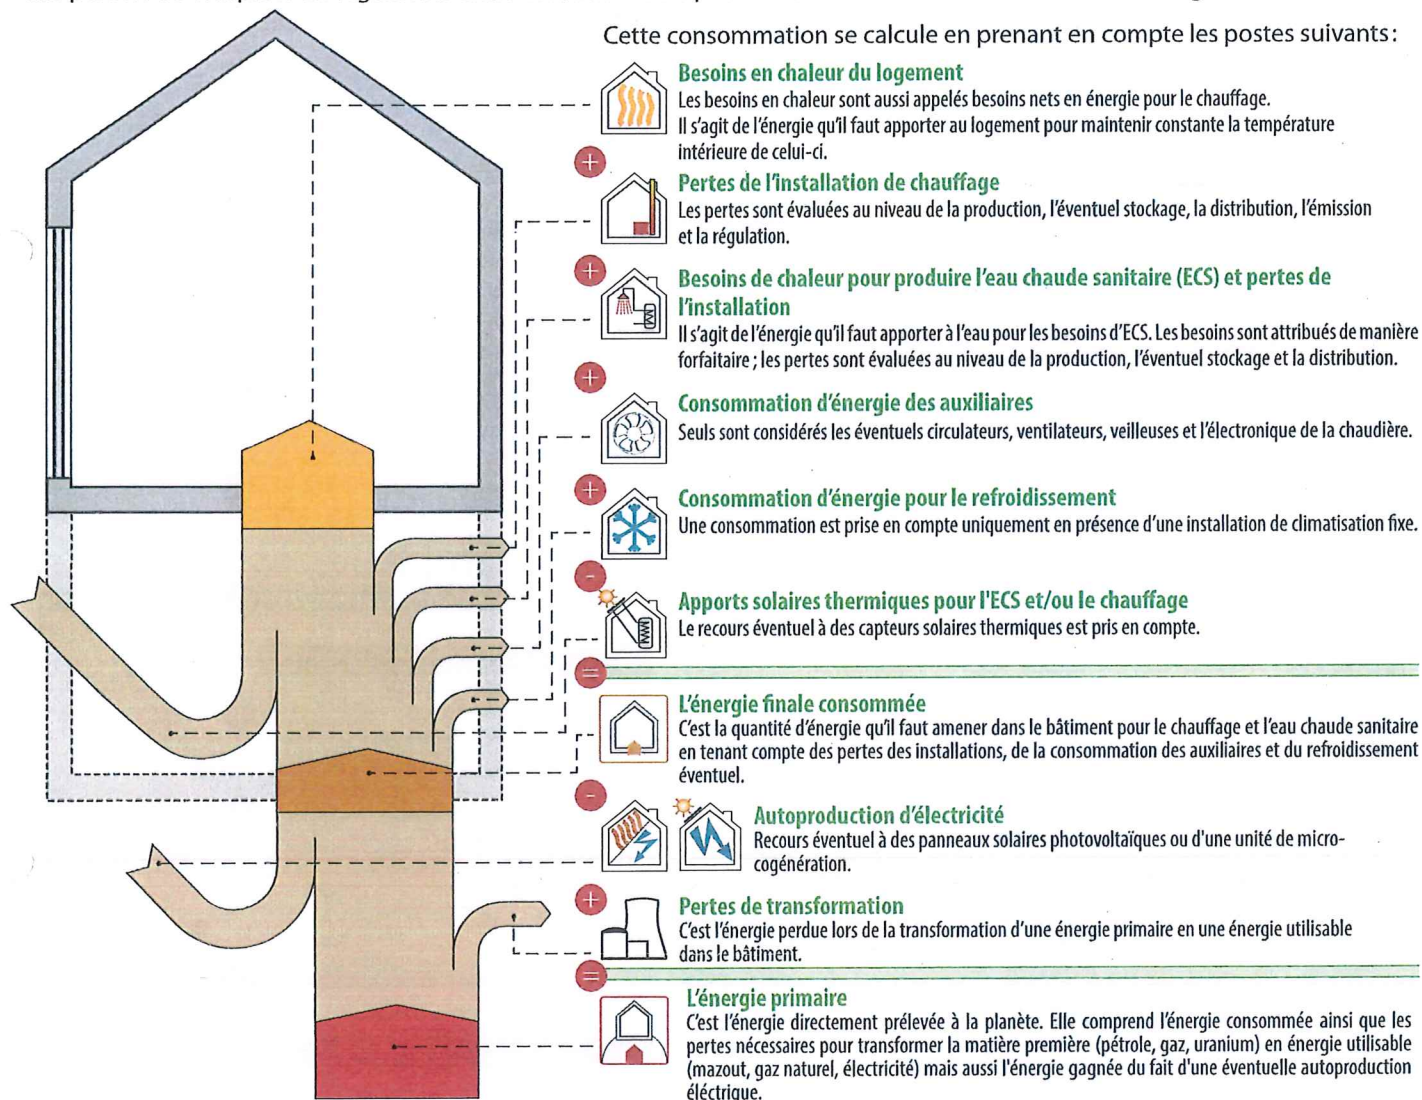 Cette consommation se calcule en prenant en compte les postes suivants:
Besoins en chaleur du logement
Les besoins en chaleur sont aussi appelés besoins nets en énergie pour le chauffage.
Il s'agit de l'énergie qu'il faut apporter au logement pour maintenir constante la température
intérieure de celui-ci.
+
Pertes de l'installation de chauffage
Les pertes sont évaluées au niveau de la production, l'éventuel stockage, la distribution, l'émission
et la régulation.
+
Besoins de chaleur pour produire l'eau chaude sanitaire (ECS) et pertes de
l'installation
Il s'agit de l'énergie qu'il faut apporter à l'eau pour les besoins d'ECS. Les besoins sont attribués de manière
forfaitaire ; les pertes sont évaluées au niveau de la production, l'éventuel stockage et la distribution.
+
Consommation d'énergie des auxiliaires
Seuls sont considérés les éventuels circulateurs, ventilateurs, veilleuses et l'électronique de la chaudière.
+
Consommation d'énergie pour le refroidissement
Une consommation est prise en compte uniquement en présence d'une installation de climatisation fixe.
-
Apports solaires thermiques pour l'ECS et/ou le chauffage
Le recours éventuel à des capteurs solaires thermiques est pris en compte.
=
L'énergie finale consommée
C'est la quantité d'énergie qu'il faut amener dans le bâtiment pour le chauffage et l'eau chaude sanitaire
en tenant compte des pertes des installations, de la consommation des auxiliaires et du refroidissement
éventuel.
-
Autoproduction d'électricité
Recours éventuel à des panneaux solaires photovoltaïques ou d'une unité de micro-
cogénération.
+
Pertes de transformation
C'est l'énergie perdue lors de la transformation d'une énergie primaire en une énergie utilisable
dans le bâtiment.
=
L'énergie primaire
C'est l'énergie directement prélevée à la planète. Elle comprend l'énergie consommée ainsi que les
pertes nécessaires pour transformer la matière première (pétrole, gaz, uranium) en énergie utilisable
(mazout, gaz naturel, électricité) mais aussi l'énergie gagnée du fait d'une éventuelle autoproduction
éléctrique.